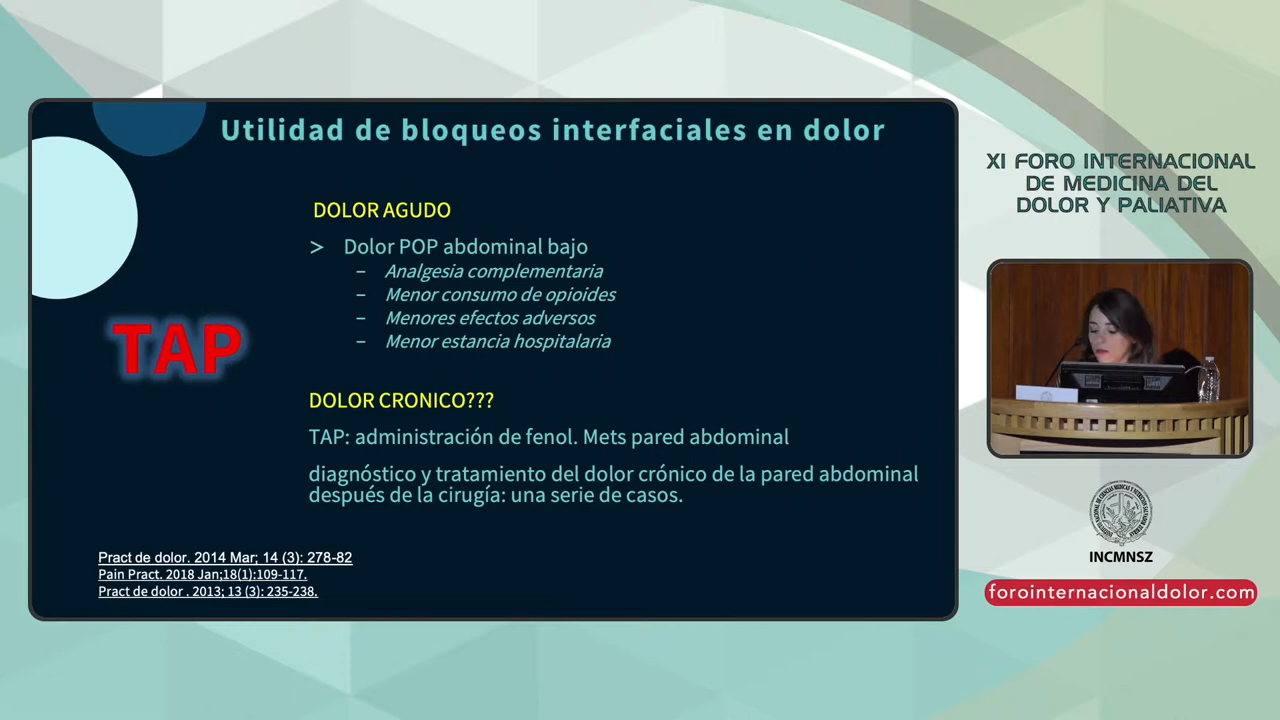 Utilidad de bloqueos interfaciales en dolor
DOLOR AGUDO
> Dolor POP abdominal bajo
– Analgesia complementaria
– Menor consumo de opioides
– Menores efectos adversos
– Menor estancia hospitalaria
TAP
DOLOR CRONICO???
TAP: administración de fenol. Mets pared abdominal
diagnóstico y tratamiento del dolor crónico de la pared abdominal
después de la cirugía: una serie de casos.
Pract de dolor. 2014 Mar; 14 (3): 278-82
Pain Pract. 2018 Jan;18(1):109-117.
Pract de dolor . 2013; 13 (3): 235-238.
XI FORO INTERNACIONAL
DE MEDICINA DEL
DOLOR Y PALIATIVA
INCMNSZ
forointernacionaldolor.com